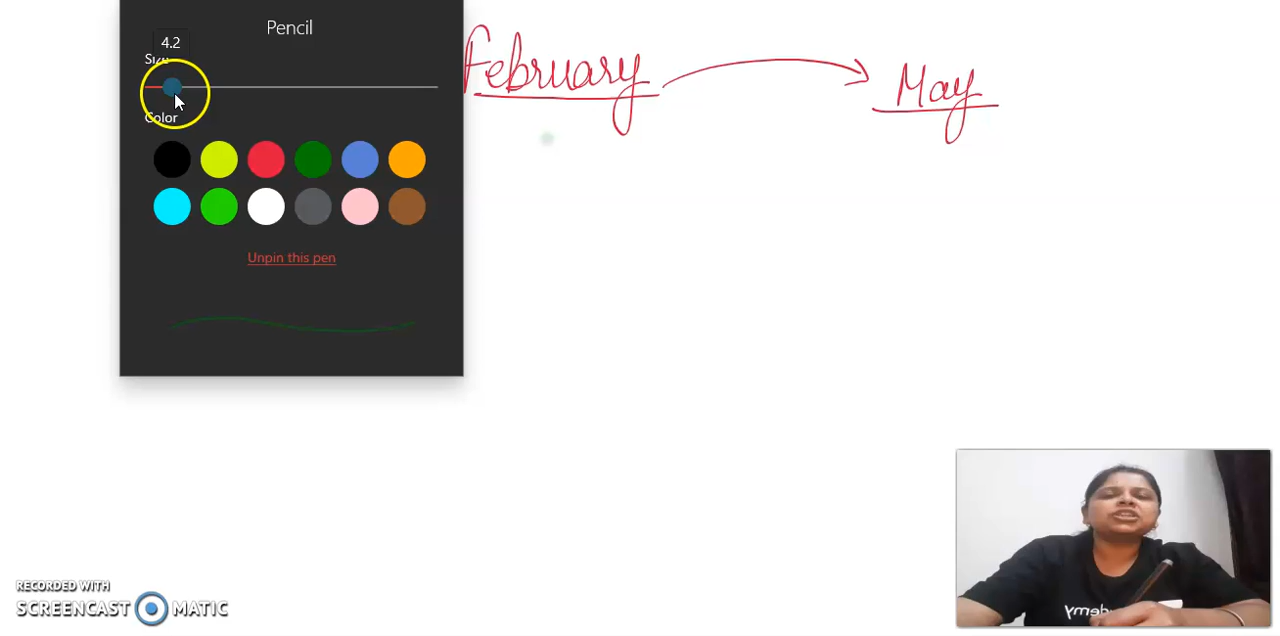 Pencil
4.2
Size
Color
Unpin this pen
February
May
RECORDED WITH
SCREENCAST MATIC